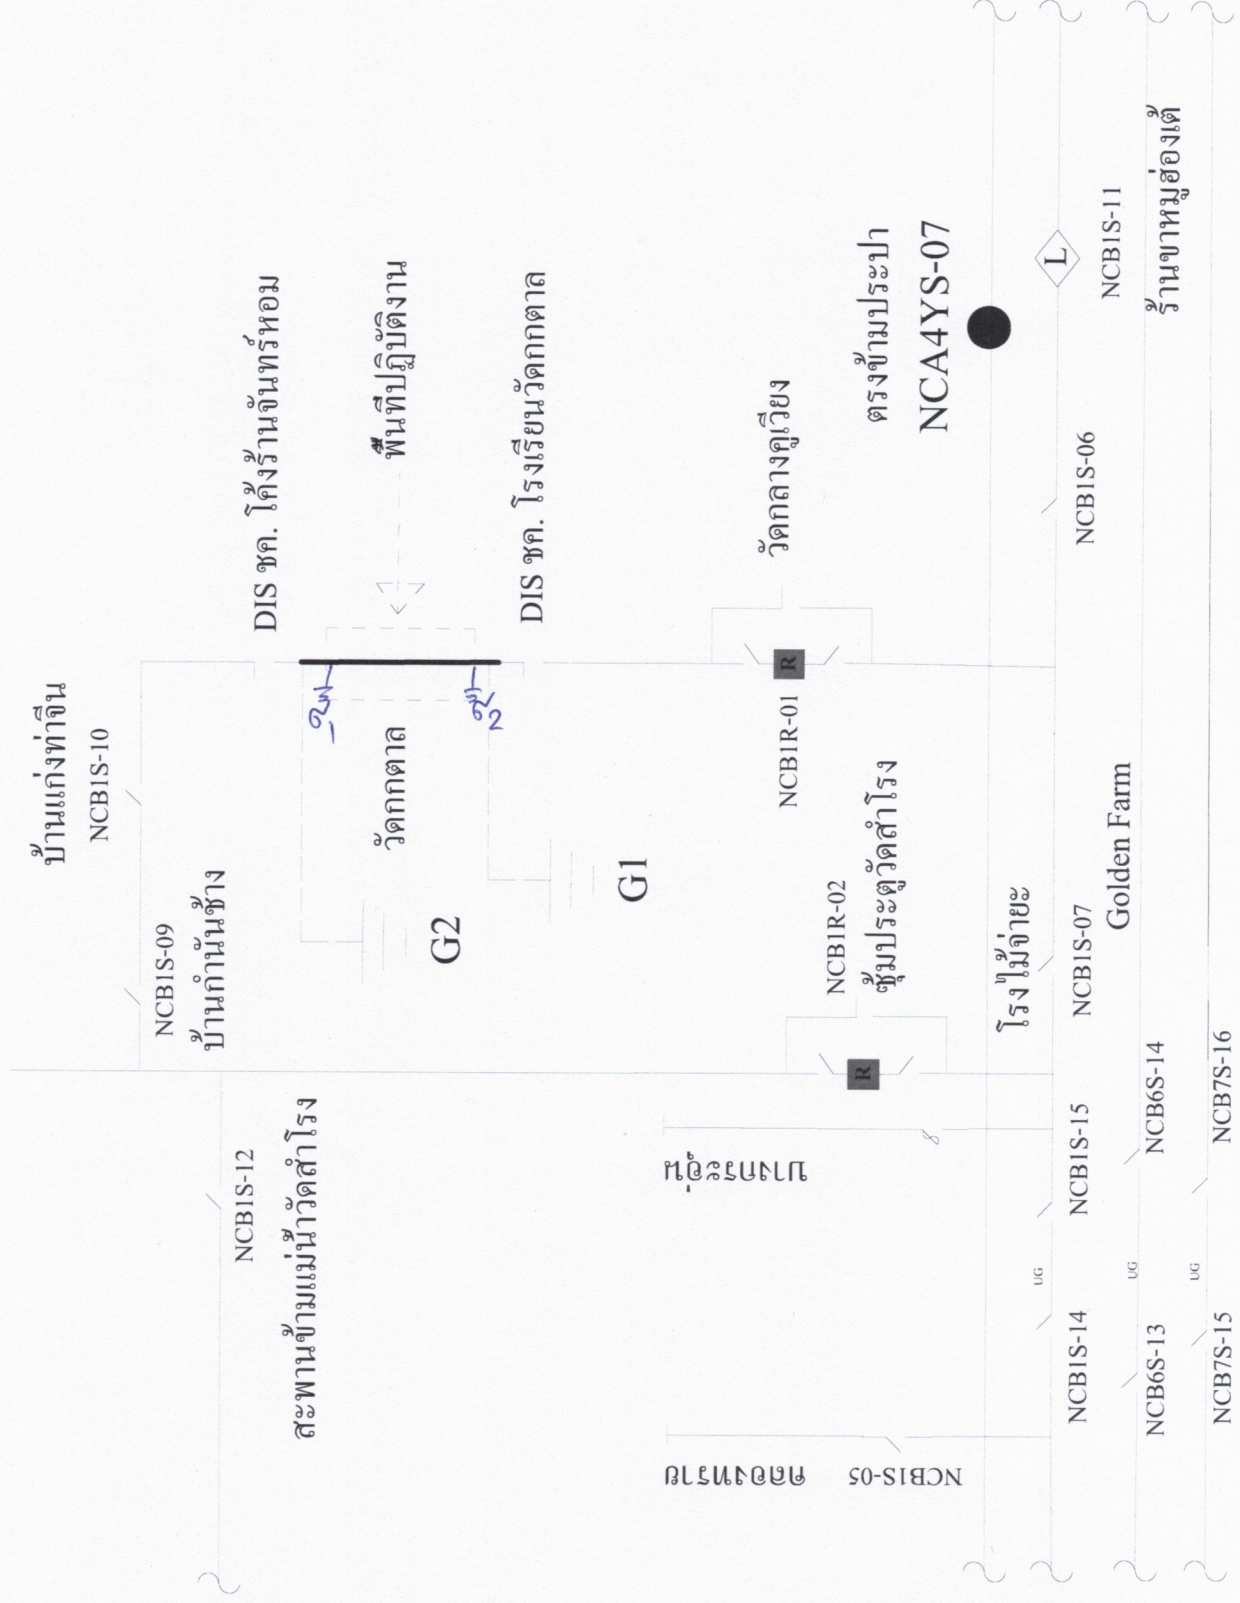 บ้านแก่งท่าจีน
NCB1S-10
NCB1S-09
บ้านกำนันช้าง
NCB1S-12
DIS ชค. โค้งร้านจันทร์หอม
สะพานข้ามแม่น้ำวัดสำโรง
วัดกกตาล
พื้นที่ปฏิบัติงาน
G2
DIS ชค. โรงเรียนวัดกกตาล
G1
คลองทราย
NCB1R-01
R
วัดกลางคูเวียง
NCB1R-02
ซุ้มประตูวัดสำโรง
R
NCB1S-05
ตรงข้ามประปา
NCA4YS-07
โรงไม้จ่ายะ
UG
L
NCB1S-14
NCB1S-15
NCB1S-07
NCB1S-06
NCB1S-11
Golden Farm
UG
NCB6S-13
NCB6S-14
ร้านขาหมูฮ่องเต้
UG
NCB7S-15
NCB7S-16